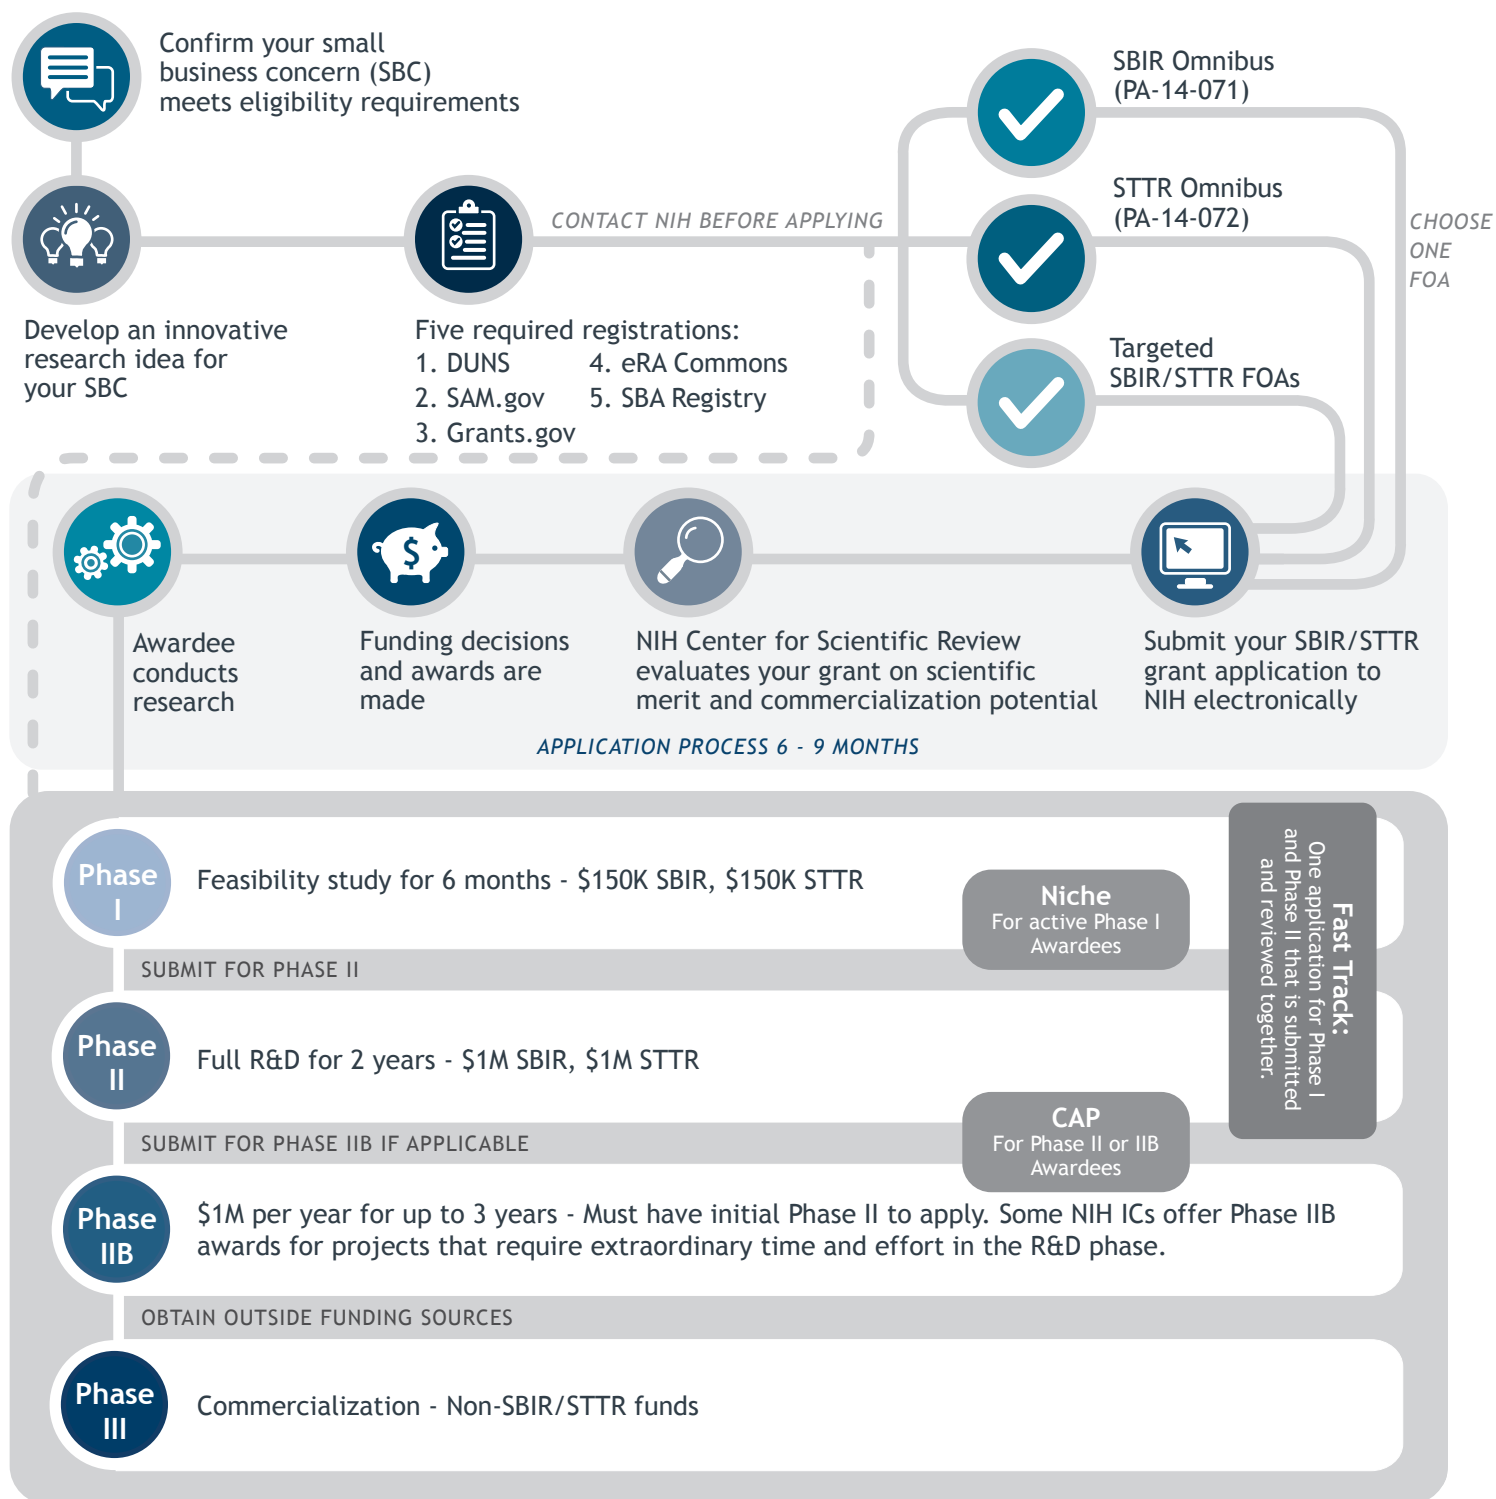 Confirm your small
business concern (SBC)
meets eligibility requirements
SBIR Omnibus
(PA-14-071)
STTR Omnibus
(PA-14-072)
CONTACT NIH BEFORE APPLYING
CHOOSE
ONE
FOA
Develop an innovative
research idea for
your SBC
Five required registrations:
1. DUNS
2. SAM.gov
3. Grants.gov
4. eRA Commons
5. SBA Registry
Targeted
SBIR/STTR FOAs
$
Awardee
conducts
research
Funding decisions
and awards are
made
NIH Center for Scientific Review
evaluates your grant on scientific
merit and commercialization potential
Submit your SBIR/STTR
grant application to
NIH electronically
APPLICATION PROCESS 6 - 9 MONTHS
Phase
I
Feasibility study for 6 months - $150K SBIR, $150K STTR
Niche
For active Phase I
Awardees
Fast Track:
One application for Phase I
and Phase II that is submitted
and reviewed together.
SUBMIT FOR PHASE II
Phase
II
Full R&D for 2 years - $1M SBIR, $1M STTR
CAP
For Phase II or IIB
Awardees
SUBMIT FOR PHASE IIB IF APPLICABLE
Phase
IIB
$1M per year for up to 3 years - Must have initial Phase II to apply. Some NIH ICs offer Phase IIB
awards for projects that require extraordinary time and effort in the R&D phase.
OBTAIN OUTSIDE FUNDING SOURCES
Phase
III
Commercialization - Non-SBIR/STTR funds